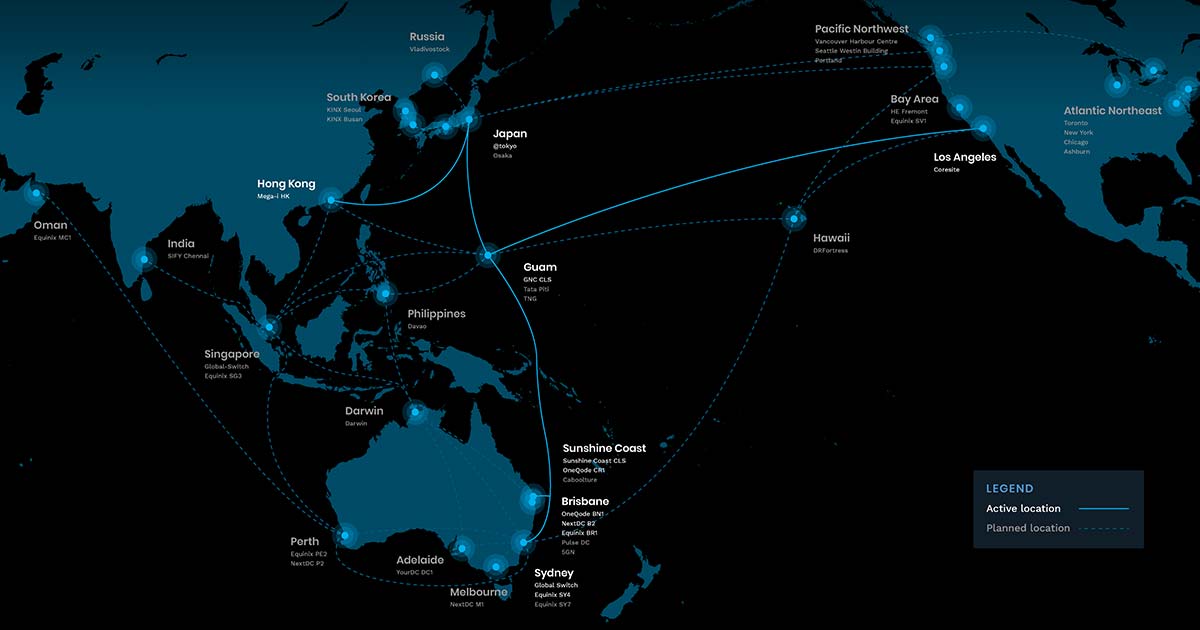 Russia
Vladivostock
South Korea
KINX Seoul
KINX Busan
Japan
@tokyo
Osaka
Hong Kong
Mega-i HK
Oman
Equinix MC1
India
SIFY Chennai
Guam
GNC CLS
Tata Piti
TNG
Philippines
Davao
Singapore
Global-Switch
Equinix SG3
Darwin
Darwin
Sunshine Coast
Sunshine Coast CLS
OneQode CR1
Caboolture
Brisbane
OneQode BN1
NextDC B2
Equinix BR1
Pulse DC
5GN
Perth
Equinix PE2
NextDC P2
Adelaide
YourDC DC1
Melbourne
NextDC M1
Sydney
Global Switch
Equinix SY4
Equinix SY7
Pacific Northwest
Vancouver Harbour Centre
Seattle Westin Building
Portland
Bay Area
HE Fremont
Equinix SV1
Los Angeles
Coresite
Atlantic Northeast
Toronto
New York
Chicago
Ashburn
Hawaii
DRFortress
LEGEND
Active location
Planned location